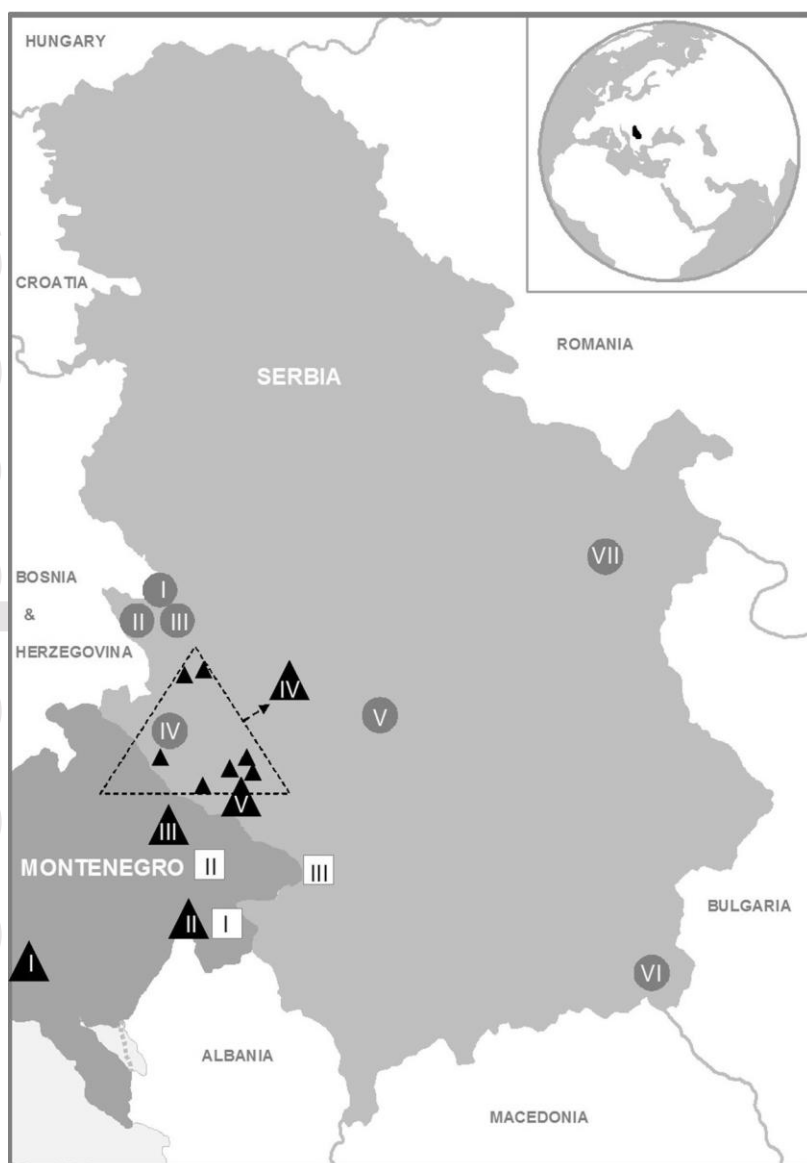 HUNGARY
CROATIA
ROMANIA
SERBIA
BOSNIA
&
HERZEGOVINA
VII
I
II
III
IV
IV
V
V
III
MONTENEGRO
II
III
II
I
BULGARIA
I
VI
ALBANIA
MACEDONIA